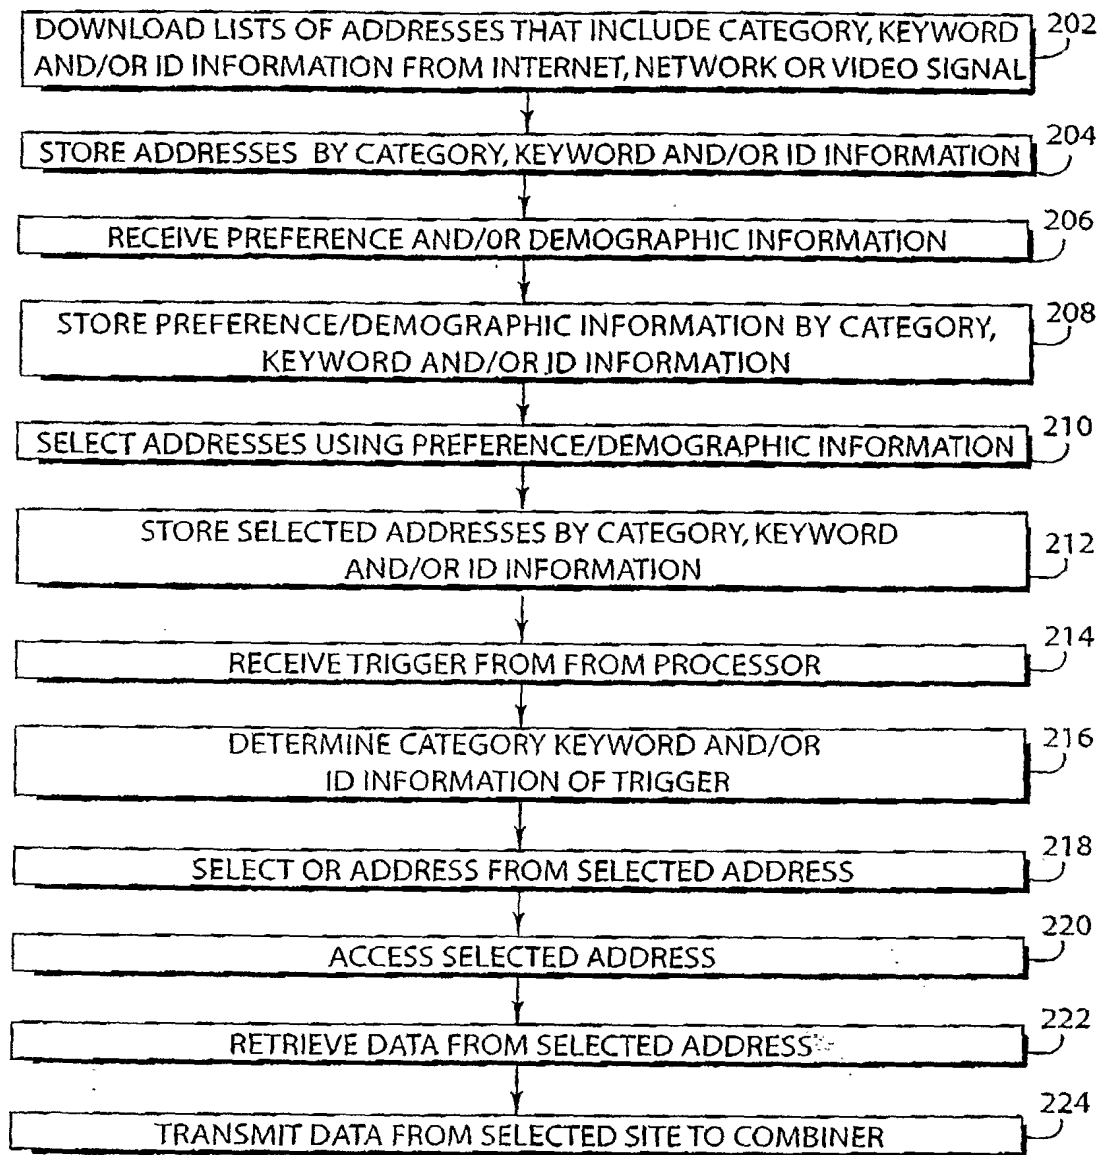 DOWNLOAD LISTS OF ADDRESSES THAT INCLUDE CATEGORY, KEYWORD
AND/OR ID INFORMATION FROM INTERNET, NETWORK OR VIDEO SIGNAL
202
STORE ADDRESSES BY CATEGORY, KEYWORD AND/OR ID INFORMATION
204
RECEIVE PREFERENCE AND/OR DEMOGRAPHIC INFORMATION
206
STORE PREFERENCE/DEMOGRAPHIC INFORMATION BY CATEGORY,
KEYWORD AND/OR ID INFORMATION
208
SELECT ADDRESSES USING PREFERENCE/DEMOGRAPHIC INFORMATION
210
STORE SELECTED ADDRESSES BY CATEGORY, KEYWORD
AND/OR ID INFORMATION
212
RECEIVE TRIGGER FROM FROM PROCESSOR
214
DETERMINE CATEGORY KEYWORD AND/OR
ID INFORMATION OF TRIGGER
216
SELECT OR ADDRESS FROM SELECTED ADDRESS
218
ACCESS SELECTED ADDRESS
220
RETRIEVE DATA FROM SELECTED ADDRESS
222
TRANSMIT DATA FROM SELECTED SITE TO COMBINER
224